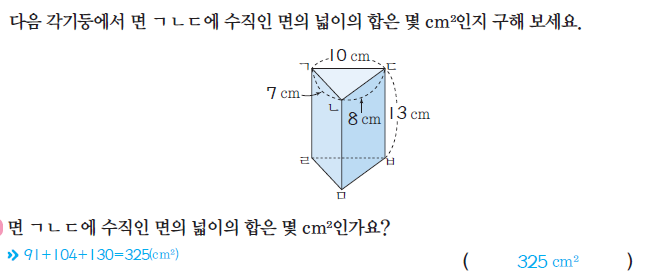 다음 각기둥에서 면 ㄱㄴㄷ에 수직인 면의 넓이의 합은 몇 cm²인지 구해 보세요.
10 cm
ㄱ
ㄷ
7 cm
ㄴ
8 cm
13 cm
ㄹ
ㅂ
ㅁ
면 ㄱㄴㄷ에 수직인 면의 넓이의 합은 몇 cm²인가요?
» 91+104+130=325(cm²)
( 325 cm² )